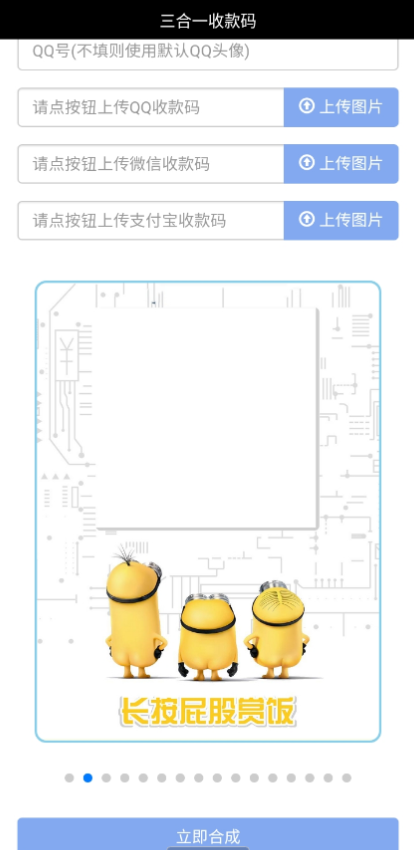 三合一收款码
QQ号(不填则使用默认QQ头像)
请点按钮上传QQ收款码
上传图片
请点按钮上传微信收款码
上传图片
请点按钮上传支付宝收款码
上传图片
长按屁股赏饭
立即合成